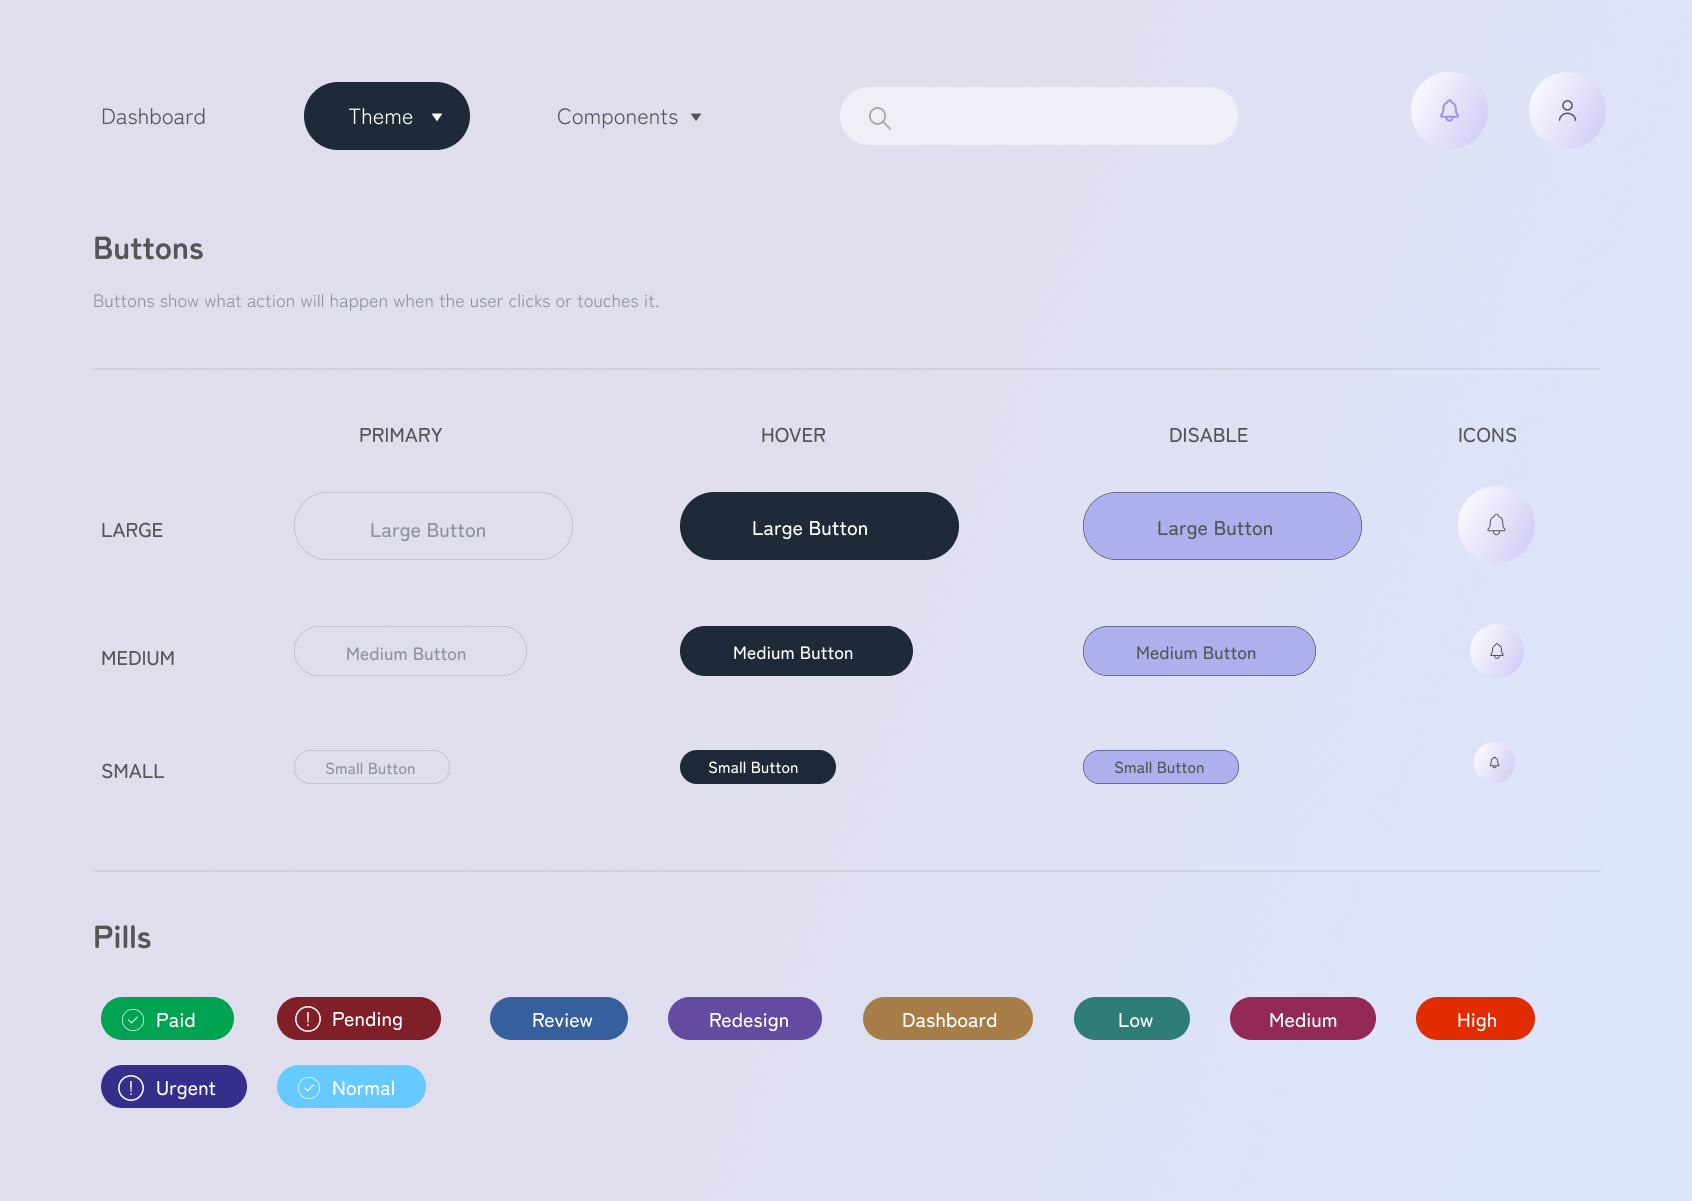 Dashboard
Theme
Components
Buttons
Buttons show what action will happen when the user clicks or touches it.
PRIMARY
HOVER
DISABLE
ICONS
LARGE
Large Button
Large Button
Large Button
MEDIUM
Medium Button
Medium Button
Medium Button
SMALL
Small Button
Small Button
Small Button
Pills
Paid
Pending
Review
Redesign
Dashboard
Low
Medium
High
Urgent
Normal